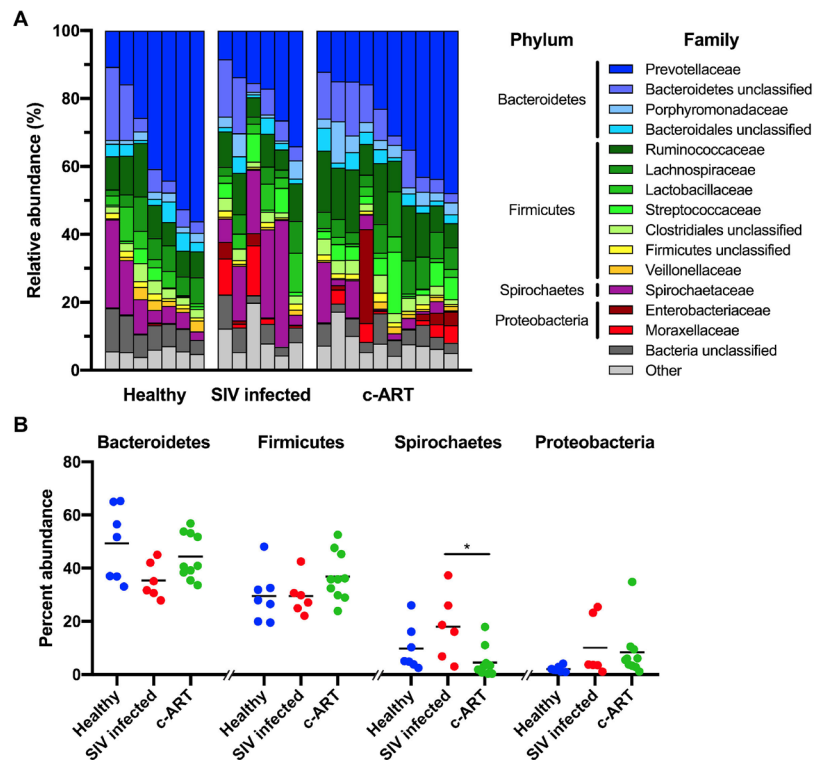 A
Relative abundance (%)
100
80
60
40
20
0
Healthy SIV infected c-ART
Phylum Family
Bacteroidetes
Prevotellaceae
Bacteroidetes unclassified
Porphyromonadaceae
Bacteroidales unclassified
Firmicutes
Ruminococcaceae
Lachnospiraceae
Lactobacillaceae
Streptococcaceae
Clostridiales unclassified
Firmicutes unclassified
Veillonellaceae
Spirochaetes
Spirochaetaceae
Proteobacteria
Enterobacteriaceae
Moraxellaceae
Bacteria unclassified
Other
B
Bacteroidetes Firmicutes Spirochaetes Proteobacteria
Percent abundance
80
60
40
20
0
*
Healthy SIV infected c-ART Healthy SIV infected c-ART Healthy SIV infected c-ART Healthy SIV infected c-ART